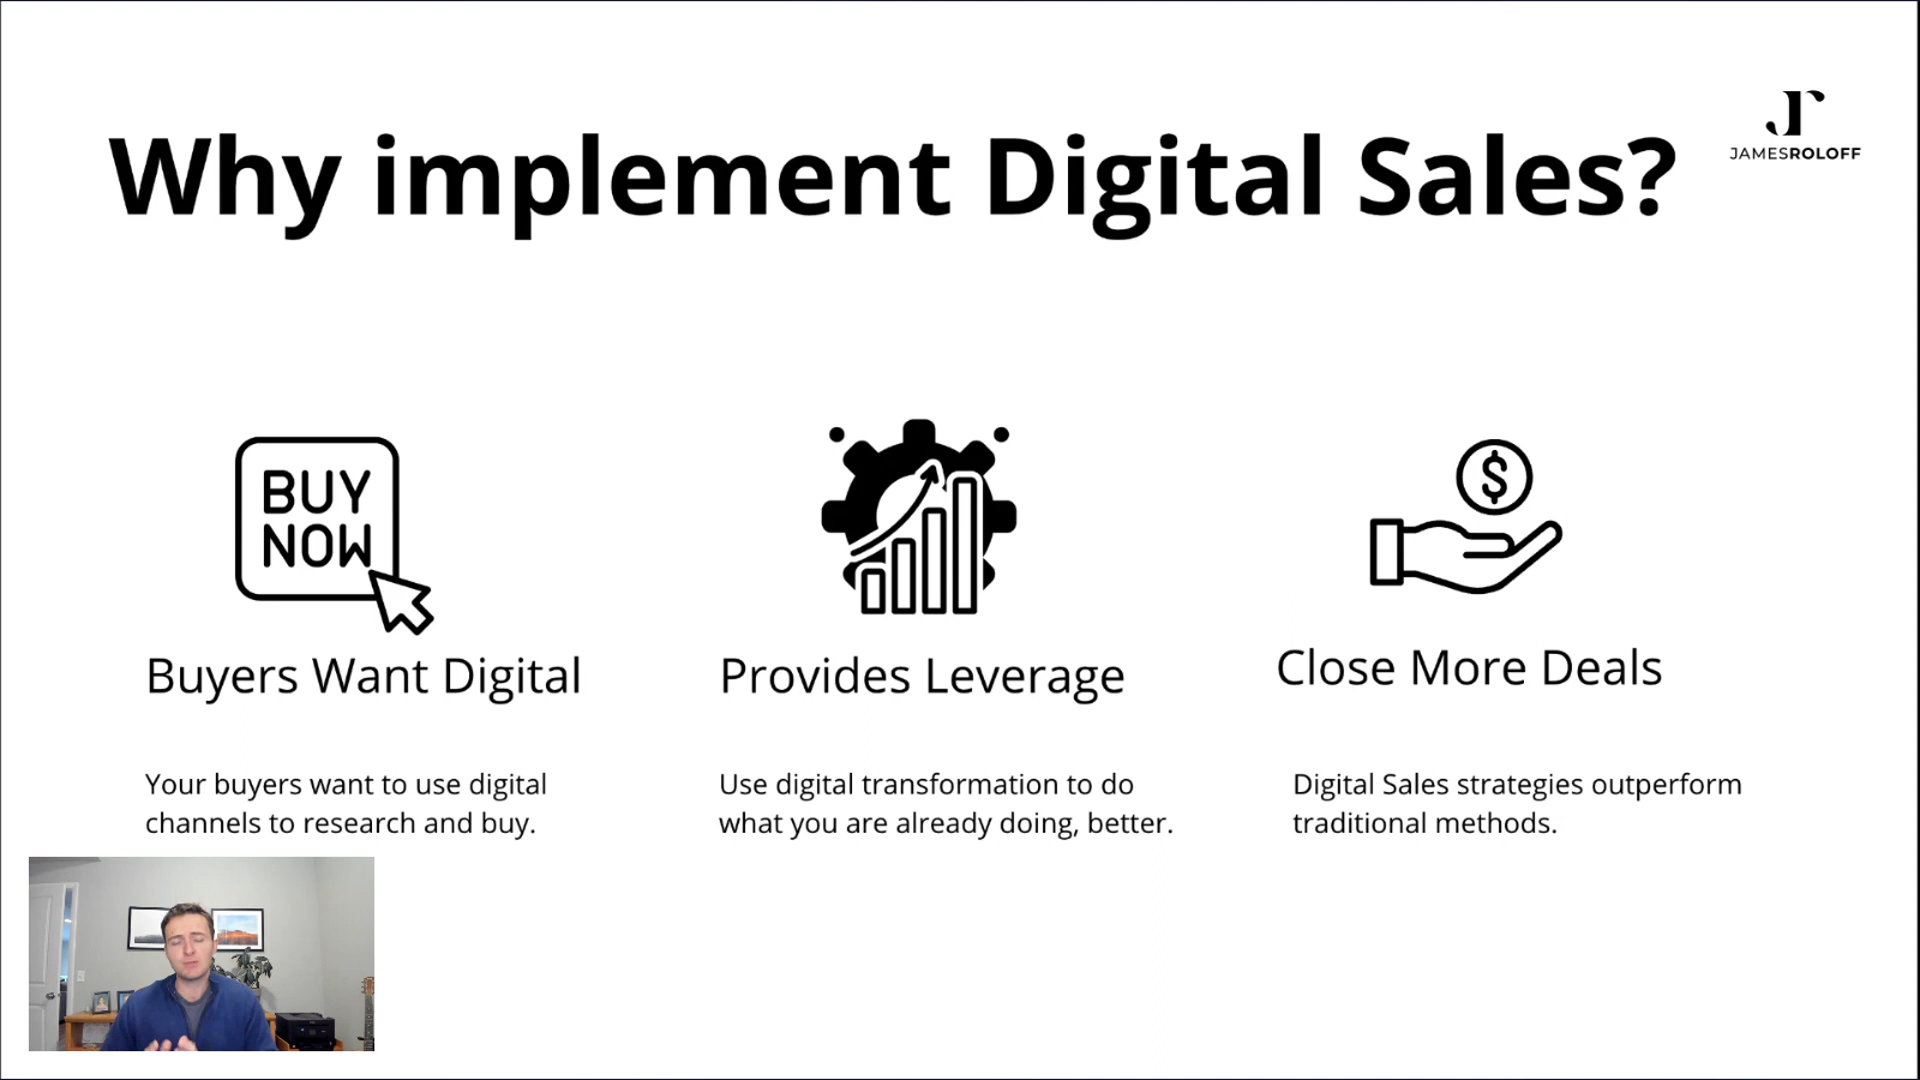 Why implement Digital Sales?
Jr
JAMESROLOFF
BUY
NOW
Buyers Want Digital
Your buyers want to use digital
channels to research and buy.
Provides Leverage
Use digital transformation to do
what you are already doing, better.
$
Close More Deals
Digital Sales strategies outperform
traditional methods.